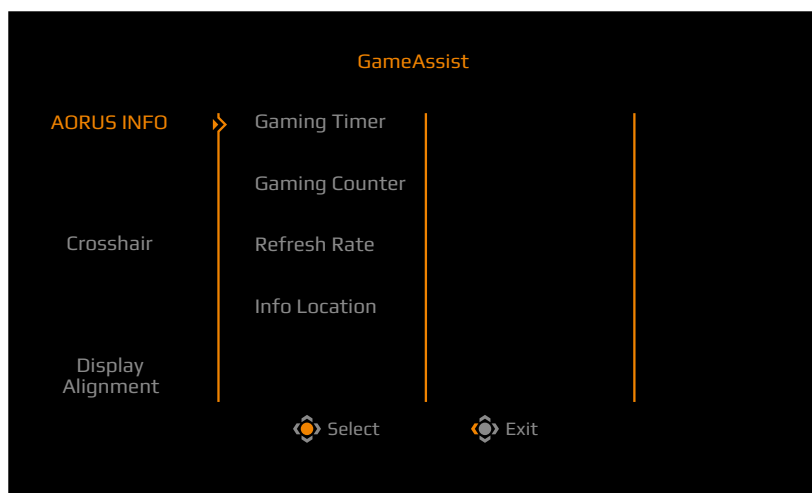 GameAssist
AORUS INFO
Gaming Timer
Gaming Counter
Crosshair
Refresh Rate
Info Location
Display
Alignment
Select
Exit